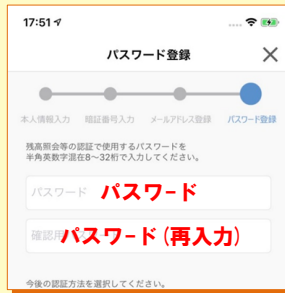 17:51
パスワード登録
本人情報入力 暗証番号入力 メールアドレス登録 パスワード登録
残高照会等の認証で使用するパスワードを
半角英数字混在8〜32桁で入力してください。
パスワード パスワード
確認用 パスワード(再入力)
今後の認証方法を選択してください。